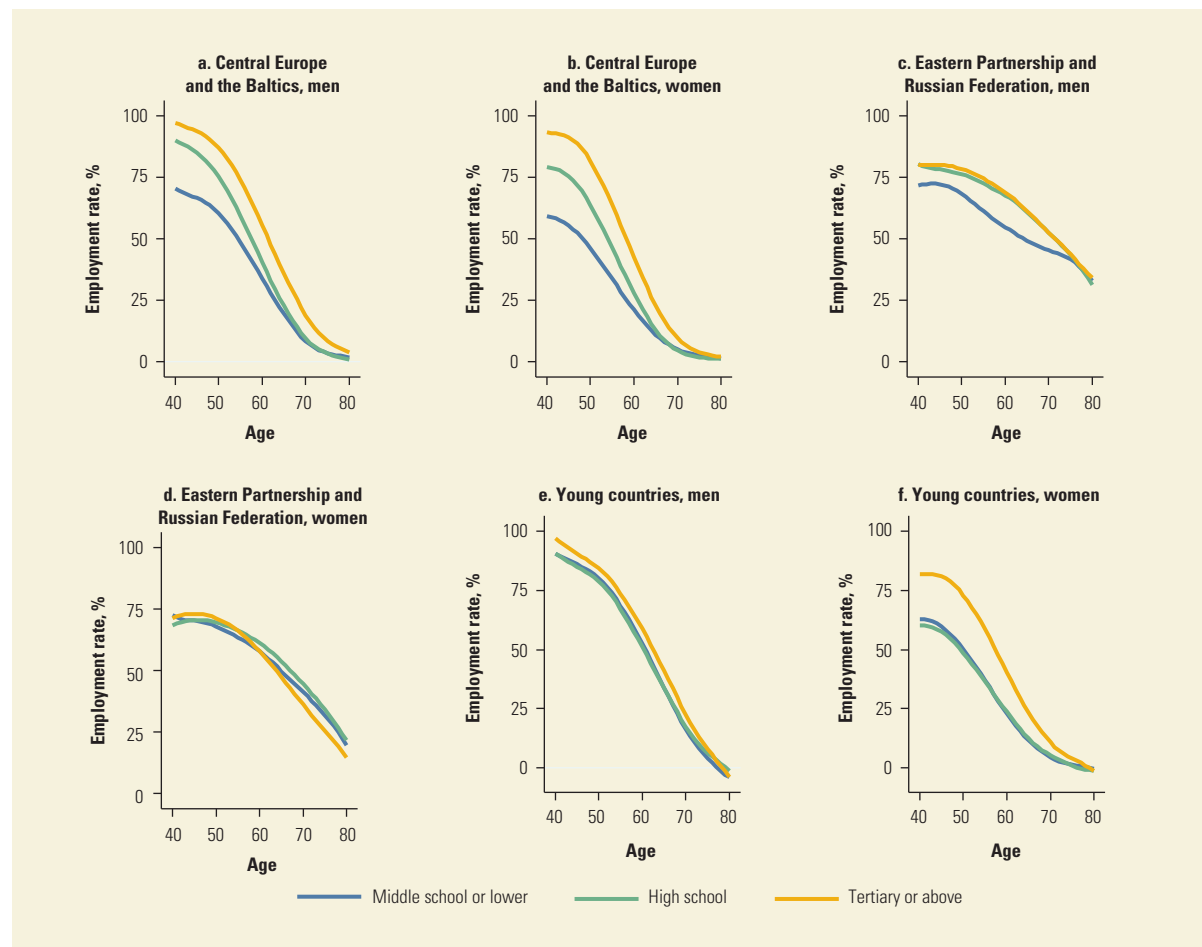 a. Central Europe
and the Baltics, men
Employment rate, %
100
75
50
25
0
40 50 60 70 80
Age
b. Central Europe
and the Baltics, women
Employment rate, %
100
75
50
25
0
40 50 60 70 80
Age
c. Eastern Partnership and
Russian Federation, men
Employment rate, %
100
75
50
25
0
40 50 60 70 80
Age
d. Eastern Partnership and
Russian Federation, women
Employment rate, %
100
75
50
25
0
40 50 60 70 80
Age
e. Young countries, men
Employment rate, %
100
75
50
25
0
40 50 60 70 80
Age
f. Young countries, women
Employment rate, %
100
75
50
25
0
40 50 60 70 80
Age
Middle school or lower High school Tertiary or above